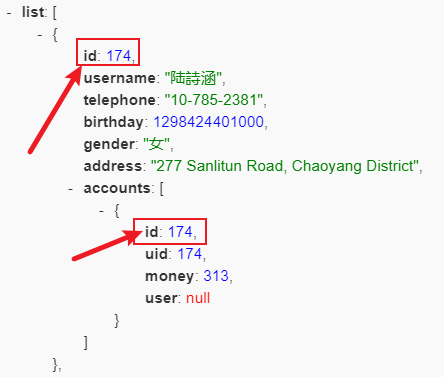 - list: [
- {
id: 174,
username: "陆詩涵",
telephone: "10-785-2381",
birthday: 1298424401000,
gender: "女",
address: "277 Sanlitun Road, Chaoyang District",
- accounts: [
- {
id: 174,
uid: 174,
money: 313,
user: null
}
]
},